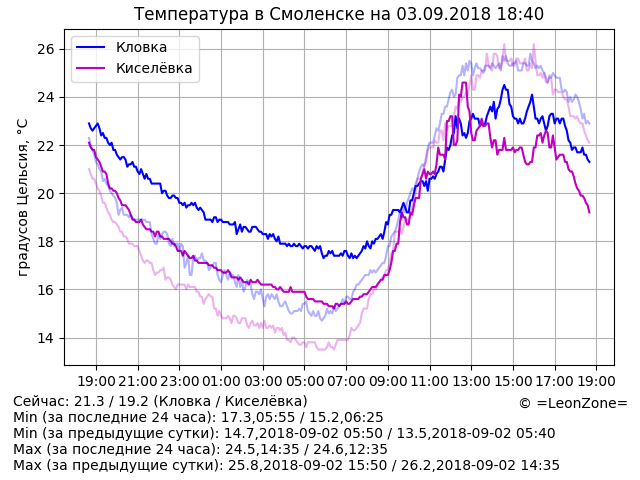 Температура в Смоленске на 03.09.2018 18:40
Кловка
Киселёвка
градусов Цельсия, °C
26
24
22
20
18
16
14
19:00 21:00 23:00 01:00 03:00 05:00 07:00 09:00 11:00 13:00 15:00 17:00 19:00
Сейчас: 21.3 / 19.2 (Кловка / Киселёвка)
© =LeonZone=
Min (за последние 24 часа): 17.3,05:55 / 15.2,06:25
Min (за предыдущие сутки): 14.7,2018-09-02 05:50 / 13.5,2018-09-02 05:40
Max (за последние 24 часа): 24.5,14:35 / 24.6,12:35
Max (за предыдущие сутки): 25.8,2018-09-02 15:50 / 26.2,2018-09-02 14:35